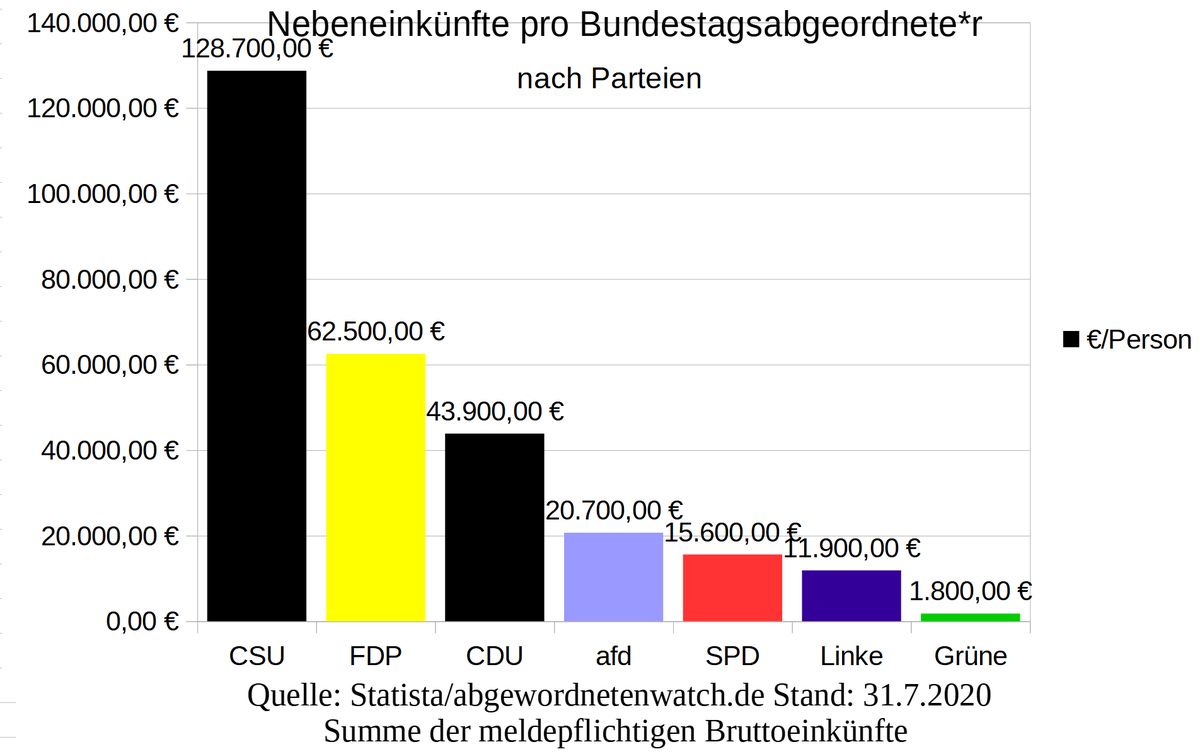 Nebeneinkünfte pro Bundestagsabgeordnete*r
nach Parteien
140.000,00 €
120.000,00 €
100.000,00 €
80.000,00 €
60.000,00 €
40.000,00 €
20.000,00 €
0,00 €
128.700,00 €
62.500,00 €
43.900,00 €
20.700,00 €
15.600,00 €
11.900,00 €
1.800,00 €
€/Person
CSU FDP CDU afd SPD Linke Grüne
Quelle: Statista/abgewordnetenwatch.de Stand: 31.7.2020
Summe der meldepflichtigen Bruttoeinkünfte